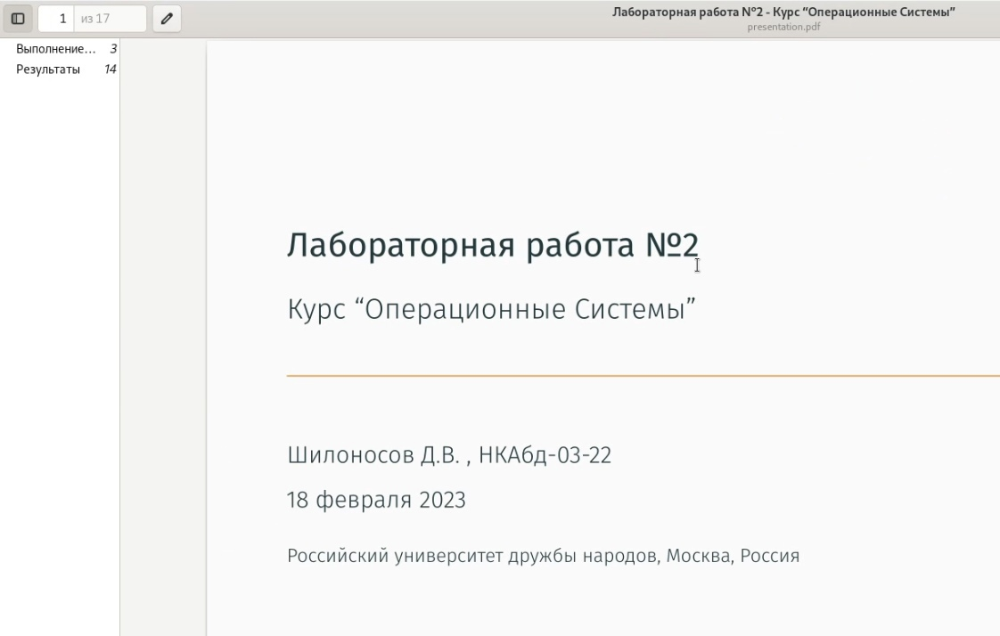 1 из 17
Лабораторная работа №2 - Курс “Операционные Системы”
presentation.pdf
Выполнение... 3
Результаты 14
Лабораторная работа №2
Курс “Операционные Системы”
Шилоносов Д.В. , НКАбд-03-22
18 февраля 2023
Российский университет дружбы народов, Москва, Россия